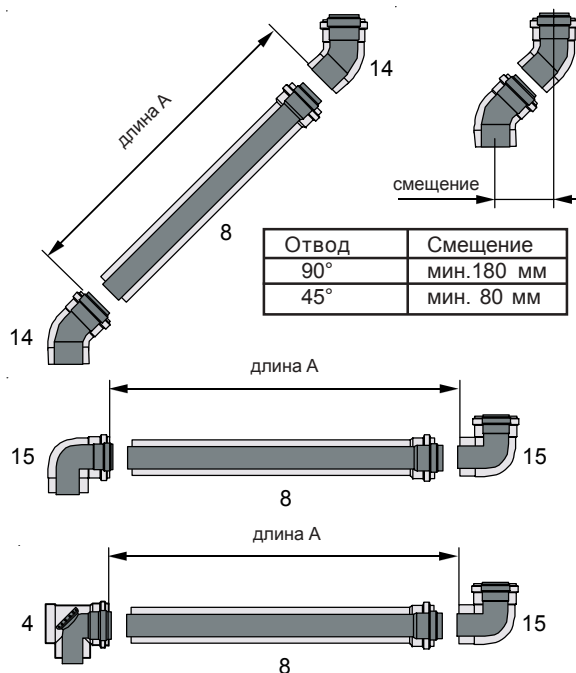 14
длина А
смещение
8
Отвод Смещение
90° мин.180 мм
45° мин. 80 мм
14
длина А
15
15
8
длина А
4
15
8